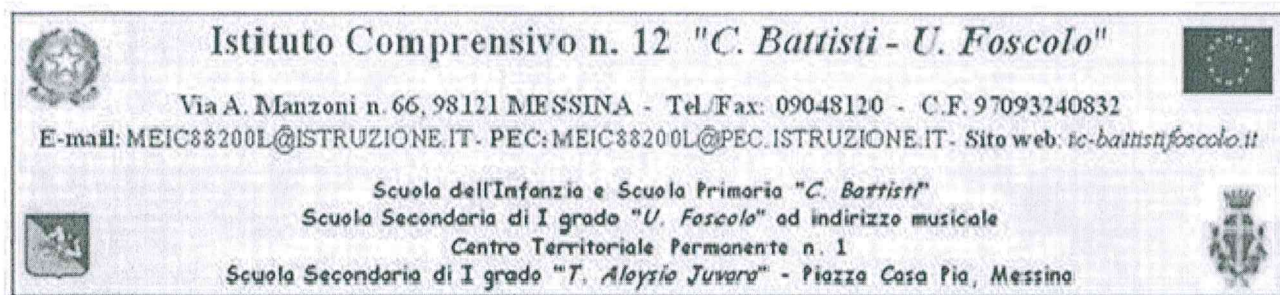 Istituto Comprensivo n. 12 "C. Battisti - U. Foscolo"
Via A. Manzoni n. 66, 98121 MESSINA - Tel./Fax: 09048120 - C.F. 97093240832
E-mail: MEIC88200L@ISTRUZIONE.IT - PEC: MEIC88200L@PEC.ISTRUZIONE.IT - Sito web: ic-battistifoscolo.it
Scuola dell'Infanzia e Scuola Primaria "C. Battisti"
Scuola Secondaria di I grado "U. Foscolo" ad indirizzo musicale
Centro Territoriale Permanente n. 1
Scuola Secondaria di I grado "T. Aloysio Juvara" - Piazza Casa Pia, Messina